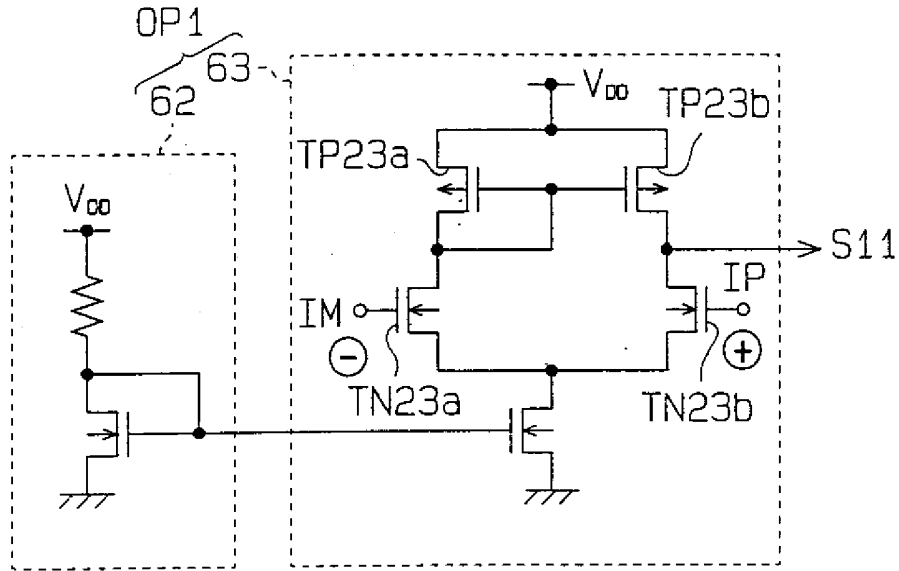 OP1
63
62
VDD
TP23b
TP23a
VDD
S11
IP
IM
−
+
TN23a
TN23b